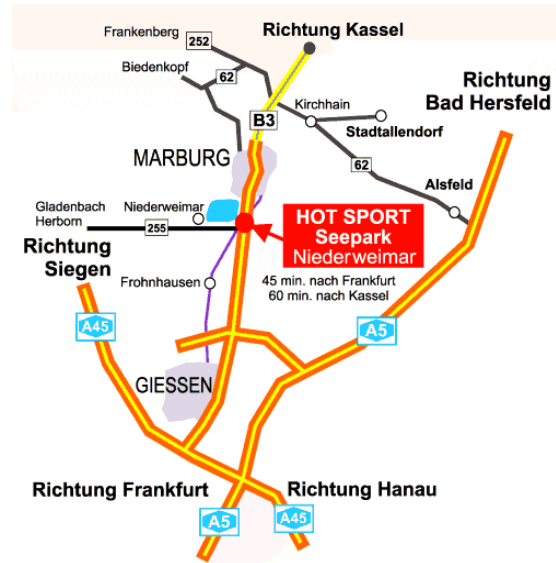 Frankenberg
252
Richtung Kassel
Biedenkopf
62
Richtung
Bad Hersfeld
Kirchhain
B3
Stadtallendorf
MARBURG
62
Alsfeld
Gladenbach
Herborn
Niederweimar
255
HOT SPORT
Seepark
Niederweimar
Richtung
Siegen
Frohnhausen
45 min. nach Frankfurt
60 min. nach Kassel
A45
A5
GIESSEN
Richtung Frankfurt
Richtung Hanau
A5
A45